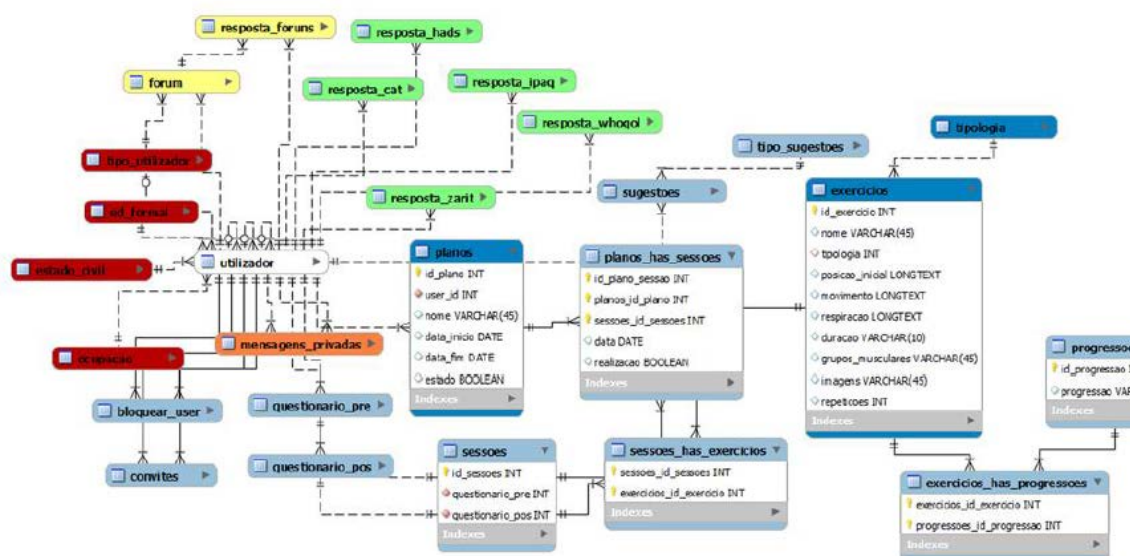 resposta_foruns
resposta_hads
forum
resposta_cat
resposta_ipaq
resposta_whoqol
tipologia
tipo_sugestoes
tipo_utilizador
sugestoes
exercicios
id_exercicio INT
nome VARCHAR(45)
tipologia INT
posicao_inicial LONGTEXT
movimento LONGTEXT
respiracao LONGTEXT
duracao VARCHAR(10)
grupos_musculares VARCHAR(45)
imagens VARCHAR(45)
repeticoes INT
Indexes
resposta_zarit
estado_civil
utilizador
planos
id_plano INT
user_id INT
nome VARCHAR(45)
data_inicio DATE
data_fim DATE
estado BOOLEAN
Indexes
planos_has_sessoes
id_plano_sessao INT
planos_id_plano INT
sessoes_id_sessoes INT
data DATE
realizacao BOOLEAN
Indexes
mensagens_privadas
ocupacao
progressoe
id_progressao I
progressao VAR
Indexes
bloquear_user
questionario_pre
convites
questionario_pos
sessoes
id_sessoes INT
questionario_pre INT
questionario_pos INT
Indexes
sessoes_has_exercicios
sessoes_id_sessoes INT
exercicios_id_exercicio INT
Indexes
exercicios_has_progressoes
exercicios_id_exercicio INT
progressoes_id_progressao INT
Indexes